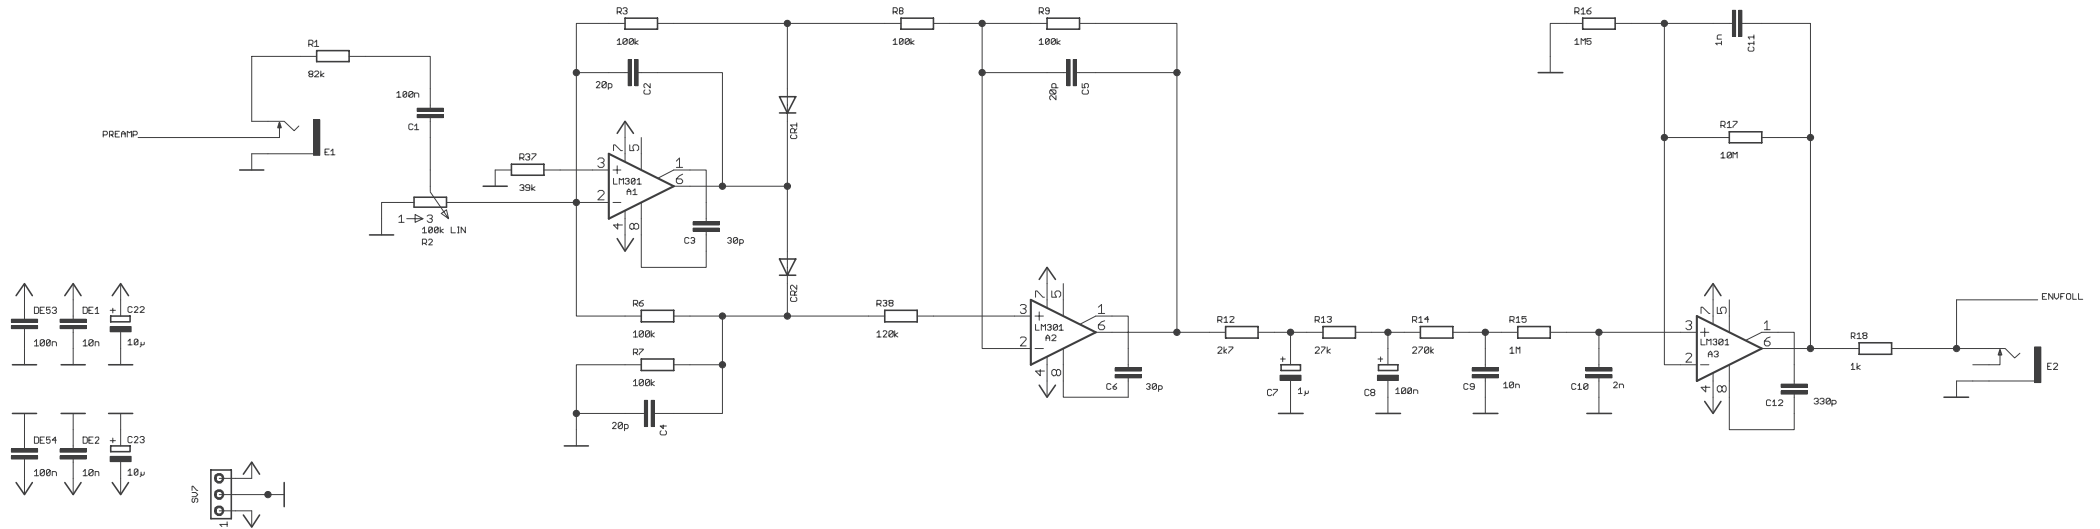 R3
100k
R8
100k
R9
100k
R16
1M5
1n
C11
R1
82k
100n
C1
20p
C2
20p
C5
CR1
PREAMP
E1
R17
10M
R37
39k
3
2
7
5
1
6
4
8
+
−
LM301
A1
C3
30p
1
3
100k LIN
R2
CR2
R6
100k
R7
100k
20p
C4
R38
120k
3
2
7
5
1
6
4
8
+
−
LM301
A2
C6
30p
R12
2k7
R13
27k
R14
270k
R15
1M
+
C7
1µ
+
C8
100n
C9
10n
C10
2n
3
2
7
5
1
6
4
8
+
−
LM301
A3
C12
330p
R18
1k
ENVFOLL
E2
DE53
100n
DE1
10n
+
C22
10µ
DE54
100n
DE2
10n
+
C23
10µ
SV7
1